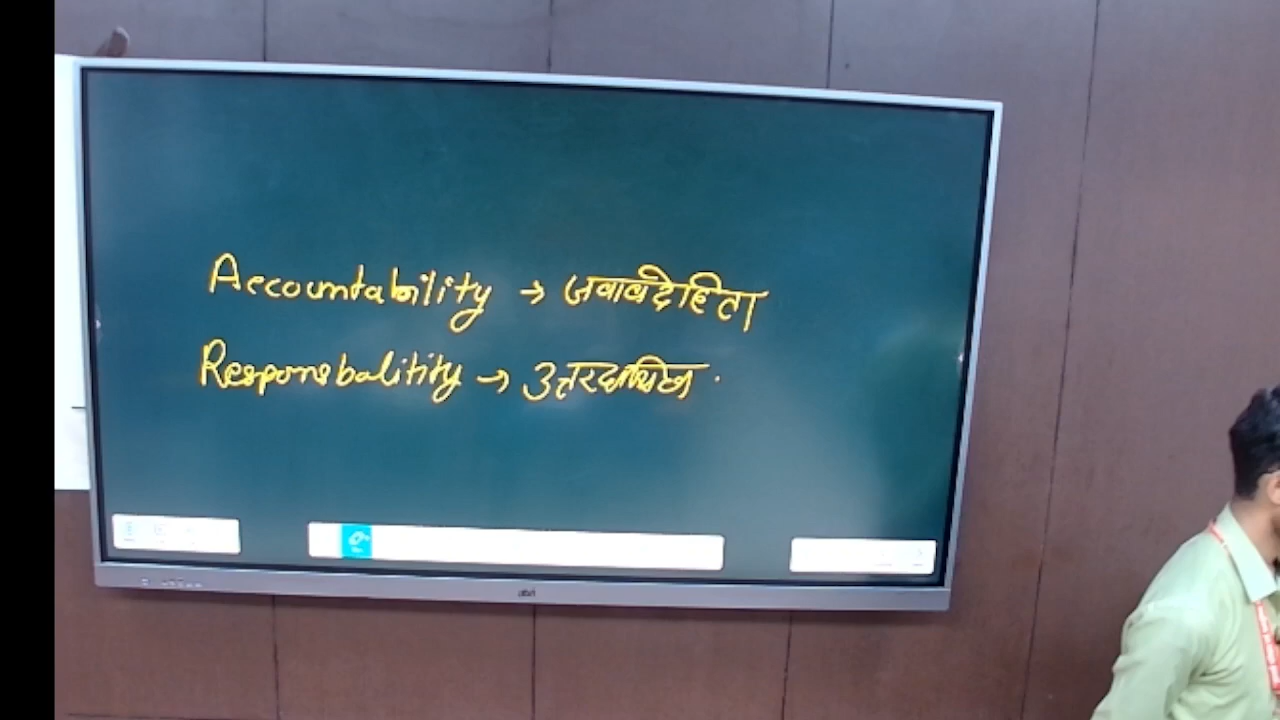 Accountability → जवाबदेहिता
Responsbalitity → उत्तरदायित्व